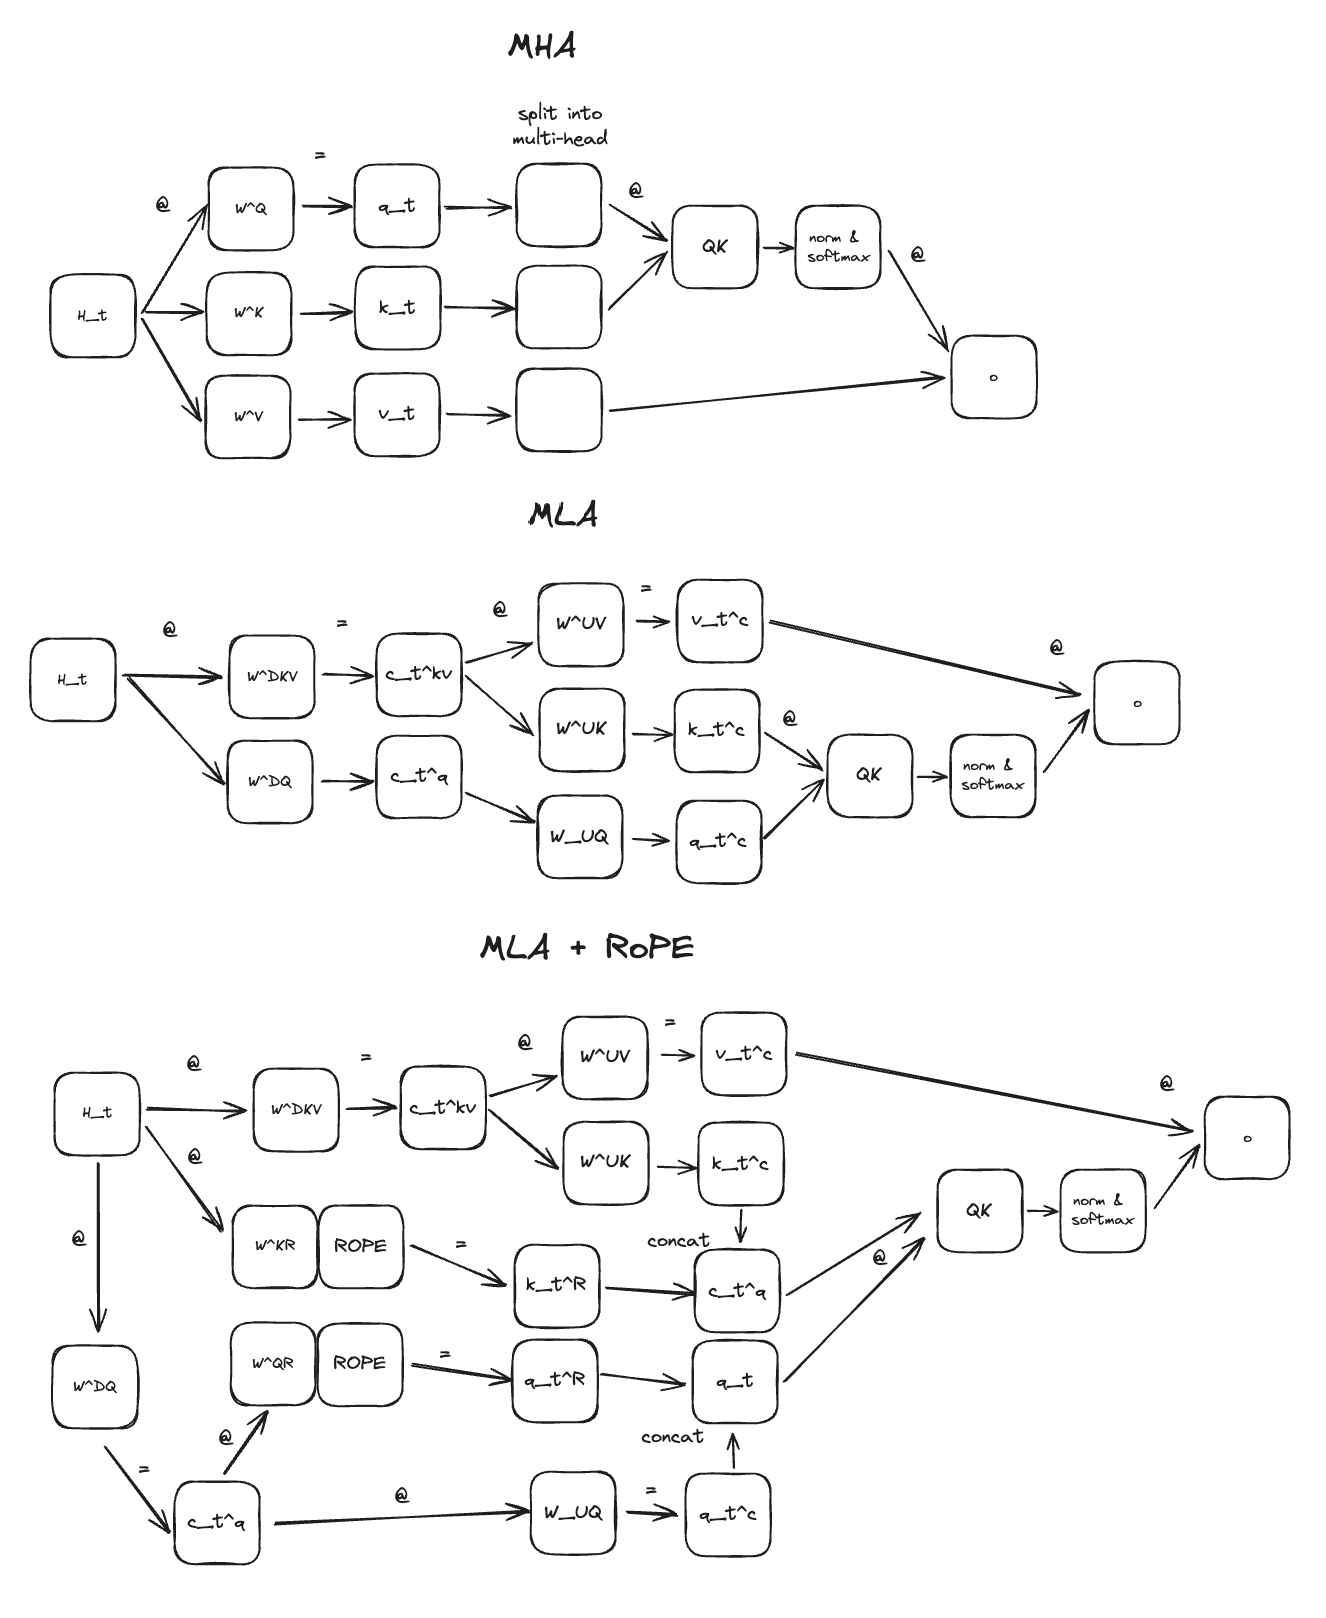 MHA
split into
multi-head
=
@
W^Q
q_t
@
QK
norm &
softmax
@
H_t
W^K
k_t
W^V
v_t
o
MLA
@
=
@
W^UV
=
v_t^c
@
H_t
W^DKV
c_t^kv
W^UK
k_t^c
@
o
W^DQ
c_t^q
W_UQ
q_t^c
QK
norm &
softmax
MLA + RoPE
@
=
@
W^UV
=
v_t^c
@
H_t
W^DKV
c_t^kv
W^UK
k_t^c
o
@
@
W^KR
ROPE
=
k_t^R
concat
c_t^q
@
QK
norm &
softmax
W^QR
ROPE
=
q_t^R
q_t
W^DQ
=
@
concat
c_t^q
@
W_UQ
=
q_t^c